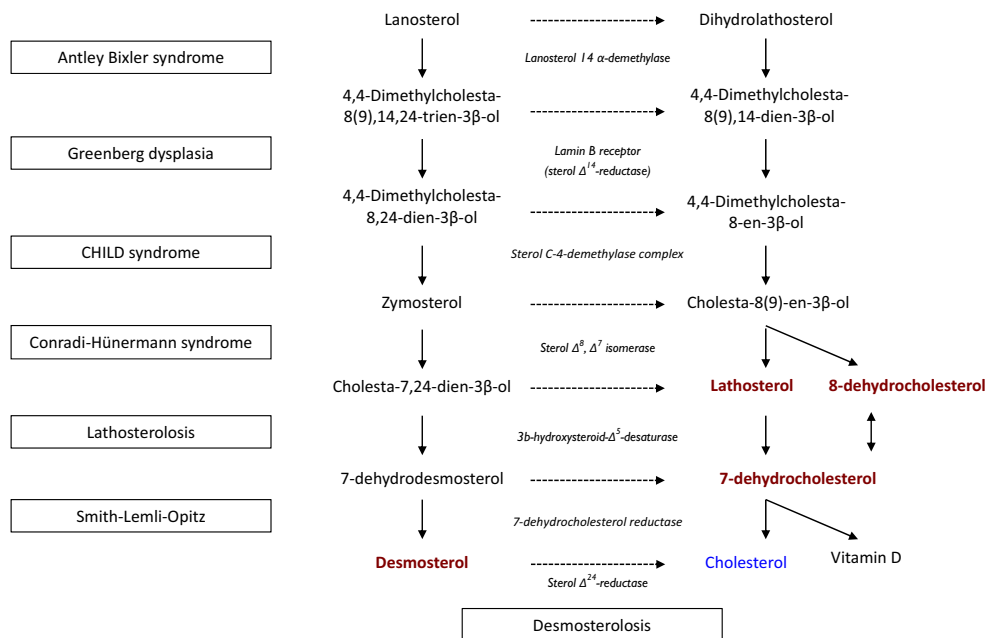 Lanosterol
Dihydrolathosterol
Antley Bixler syndrome
Lanosterol 14 α-demethylase
4,4-Dimethylcholesta-
8(9),14,24-trien-3β-ol
4,4-Dimethylcholesta-
8(9),14-dien-3β-ol
Greenberg dysplasia
Lamin B receptor
(sterol Δ¹⁴-reductase)
4,4-Dimethylcholesta-
8,24-dien-3β-ol
4,4-Dimethylcholesta-
8-en-3β-ol
CHILD syndrome
Sterol C-4-demethylase complex
Zymosterol
Cholesta-8(9)-en-3β-ol
Conradi-Hünermann syndrome
Sterol Δ⁸, Δ⁷ isomerase
Cholesta-7,24-dien-3β-ol
Lathosterol
8-dehydrocholesterol
Lathosterolosis
3b-hydroxysteroid-Δ⁵-desaturase
7-dehydrodesmosterol
7-dehydrocholesterol
Smith-Lemli-Opitz
7-dehydrocholesterol reductase
Desmosterol
Cholesterol
Vitamin D
Sterol Δ²⁴-reductase
Desmosterolosis